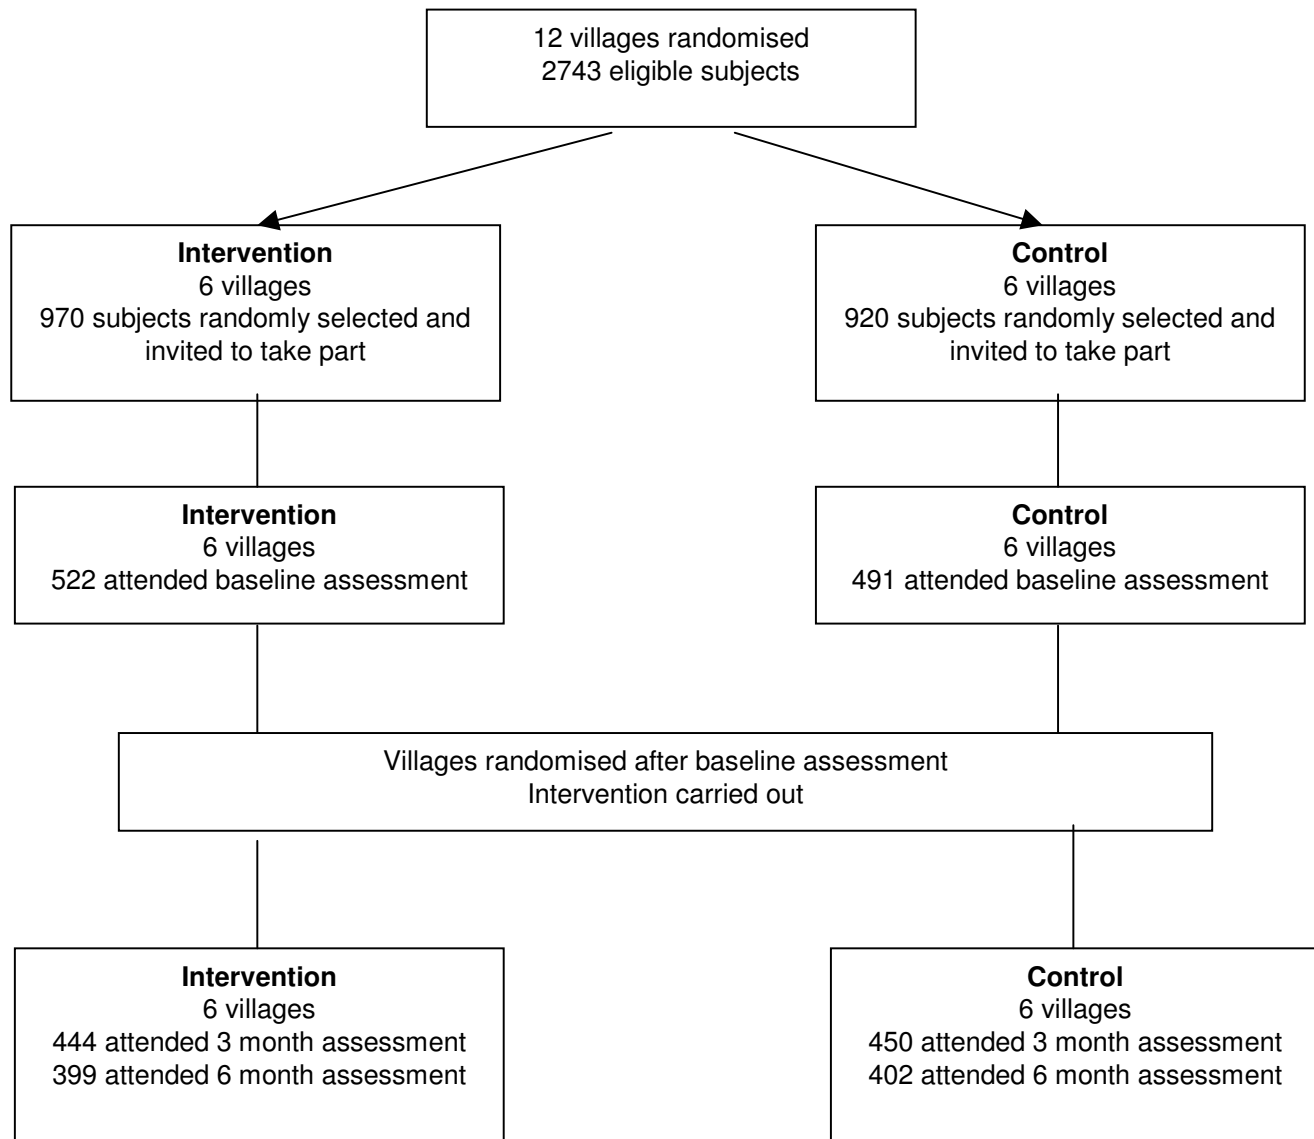 12 villages randomised
2743 eligible subjects
Intervention
6 villages
970 subjects randomly selected and
invited to take part
Control
6 villages
920 subjects randomly selected and
invited to take part
Intervention
6 villages
522 attended baseline assessment
Control
6 villages
491 attended baseline assessment
Villages randomised after baseline assessment
Intervention carried out
Intervention
6 villages
444 attended 3 month assessment
399 attended 6 month assessment
Control
6 villages
450 attended 3 month assessment
402 attended 6 month assessment